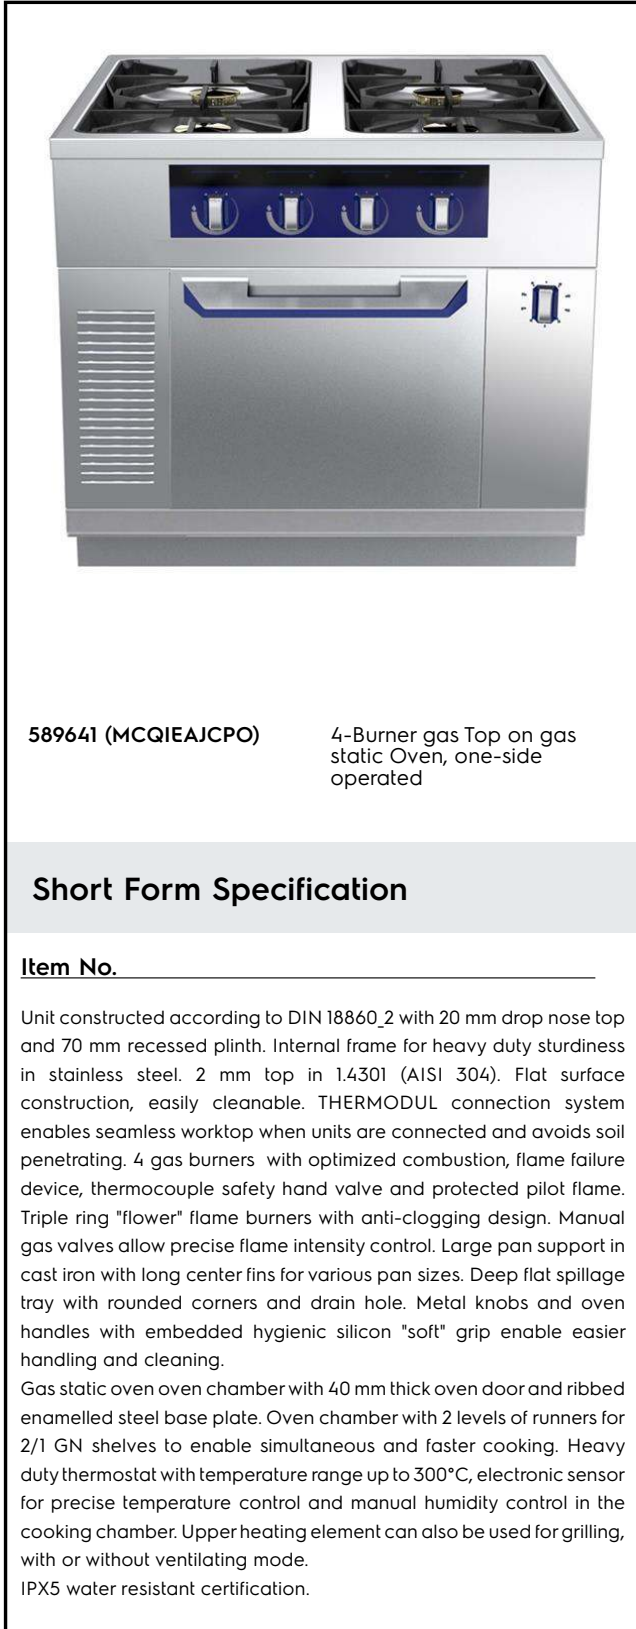 589641 (MCQIEAJCPO)
4-Burner gas Top on gas
static Oven, one-side
operated
Short Form Specification
Item No.
Unit constructed according to DIN 18860_2 with 20 mm drop nose top
and 70 mm recessed plinth. Internal frame for heavy duty sturdiness
in stainless steel. 2 mm top in 1.4301 (AISI 304). Flat surface
construction, easily cleanable. THERMODUL connection system
enables seamless worktop when units are connected and avoids soil
penetrating. 4 gas burners with optimized combustion, flame failure
device, thermocouple safety hand valve and protected pilot flame.
Triple ring "flower" flame burners with anti-clogging design. Manual
gas valves allow precise flame intensity control. Large pan support in
cast iron with long center fins for various pan sizes. Deep flat spillage
tray with rounded corners and drain hole. Metal knobs and oven
handles with embedded hygienic silicon "soft" grip enable easier
handling and cleaning.
Gas static oven oven chamber with 40 mm thick oven door and ribbed
enamelled steel base plate. Oven chamber with 2 levels of runners for
2/1 GN shelves to enable simultaneous and faster cooking. Heavy
duty thermostat with temperature range up to 300°C, electronic sensor
for precise temperature control and manual humidity control in the
cooking chamber. Upper heating element can also be used for grilling,
with or without ventilating mode.
IPX5 water resistant certification.